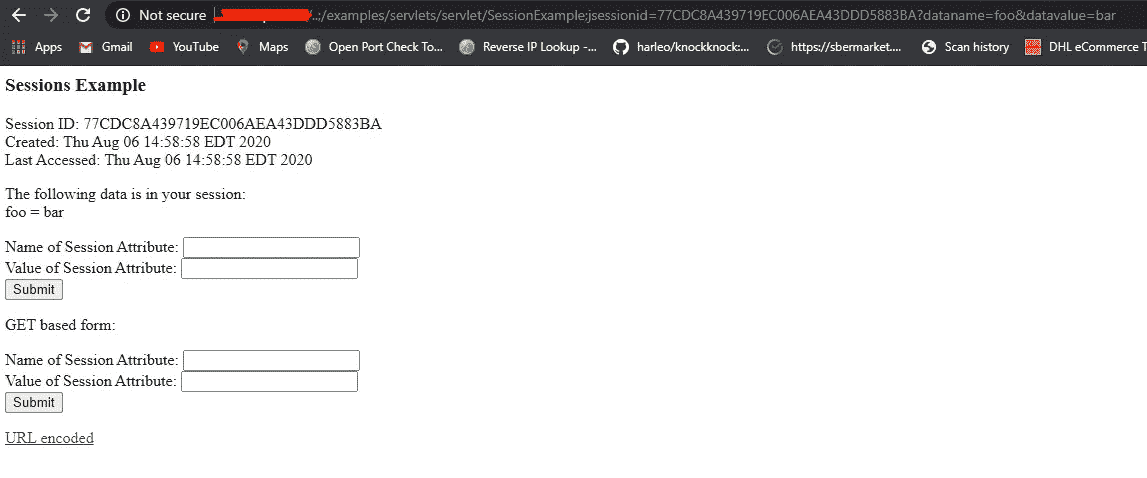 Not secure /..;/examples/servlets/servlet/SessionExample;jsessionid=77CDC8A439719EC006AEA43DDD5883BA?dataname=foo&datavalue=bar
Apps Gmail YouTube Maps Open Port Check To... Reverse IP Lookup -... harleo/knockknock:... https://sbermarket.... Scan history DHL eCommerce T
Sessions Example
Session ID: 77CDC8A439719EC006AEA43DDD5883BA
Created: Thu Aug 06 14:58:58 EDT 2020
Last Accessed: Thu Aug 06 14:58:58 EDT 2020
The following data is in your session:
foo = bar
Name of Session Attribute:
Value of Session Attribute:
Submit
GET based form:
Name of Session Attribute:
Value of Session Attribute:
Submit
URL encoded